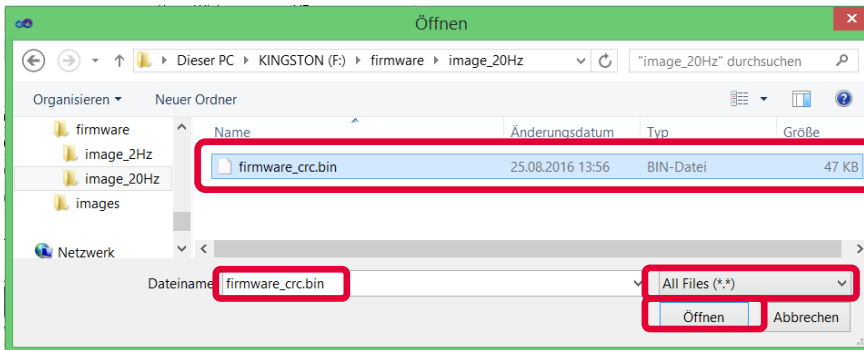 Öffnen
Dieser PC ▸ KINGSTON (F:) ▸ firmware ▸ image_20Hz
"image_20Hz" durchsuchen
Organisieren
Neuer Ordner
Name
Änderungsdatum
Typ
Größe
firmware
image_2Hz
image_20Hz
images
Netzwerk
firmware_crc.bin
25.08.2016 13:56
BIN-Datei
47 KB
Dateiname
firmware_crc.bin
All Files (*.*)
Öffnen
Abbrechen